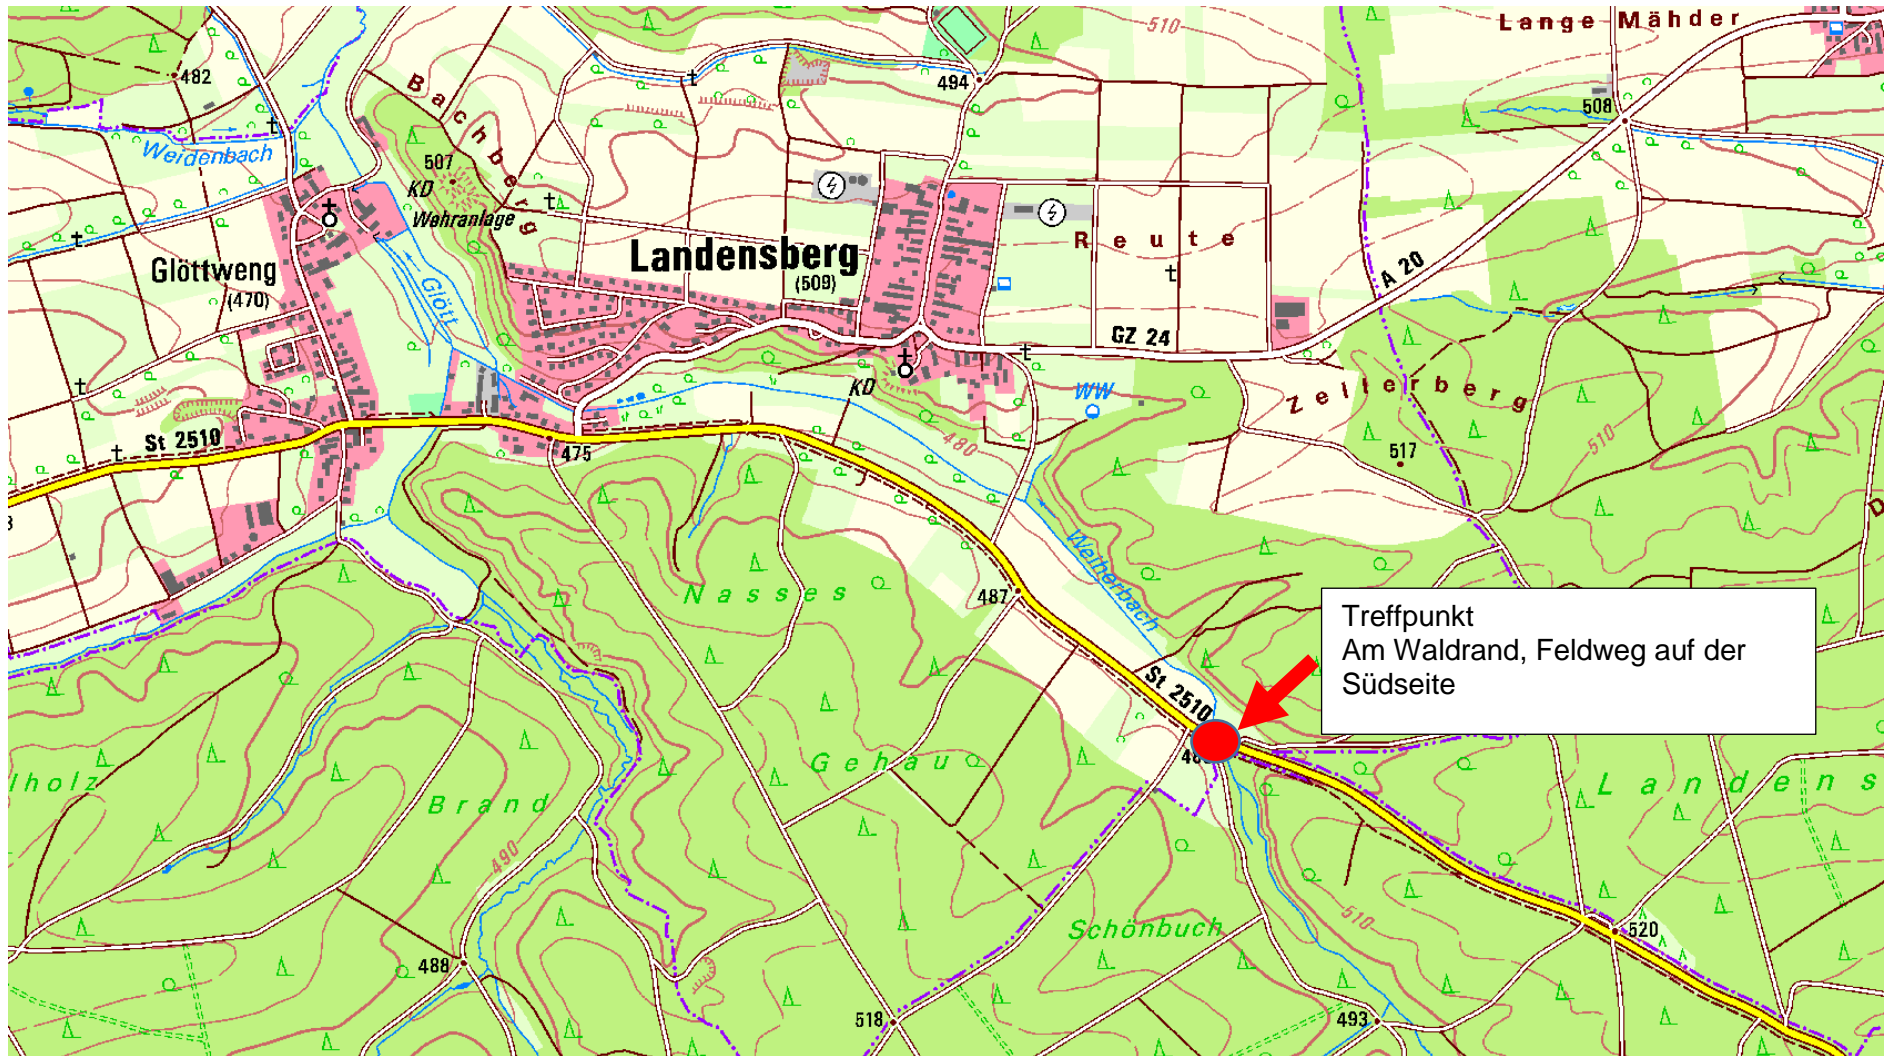 Lange Mähder
510
482
494
508
Bachberg
Weidenbach
507
KD
Wehranlage
Reute
Landensberg
(509)
Glöttweng
(470)
Glött
A 20
GZ 24
KD
WW
Zellerberg
St 2510
475
480
517
510
D
Weiherbach
Nasses
487
Treffpunkt
Am Waldrand, Feldweg auf der
Südseite
St 2510
Gehau
lholz
Brand
Landens
490
510
Schönbuch
520
488
518
493